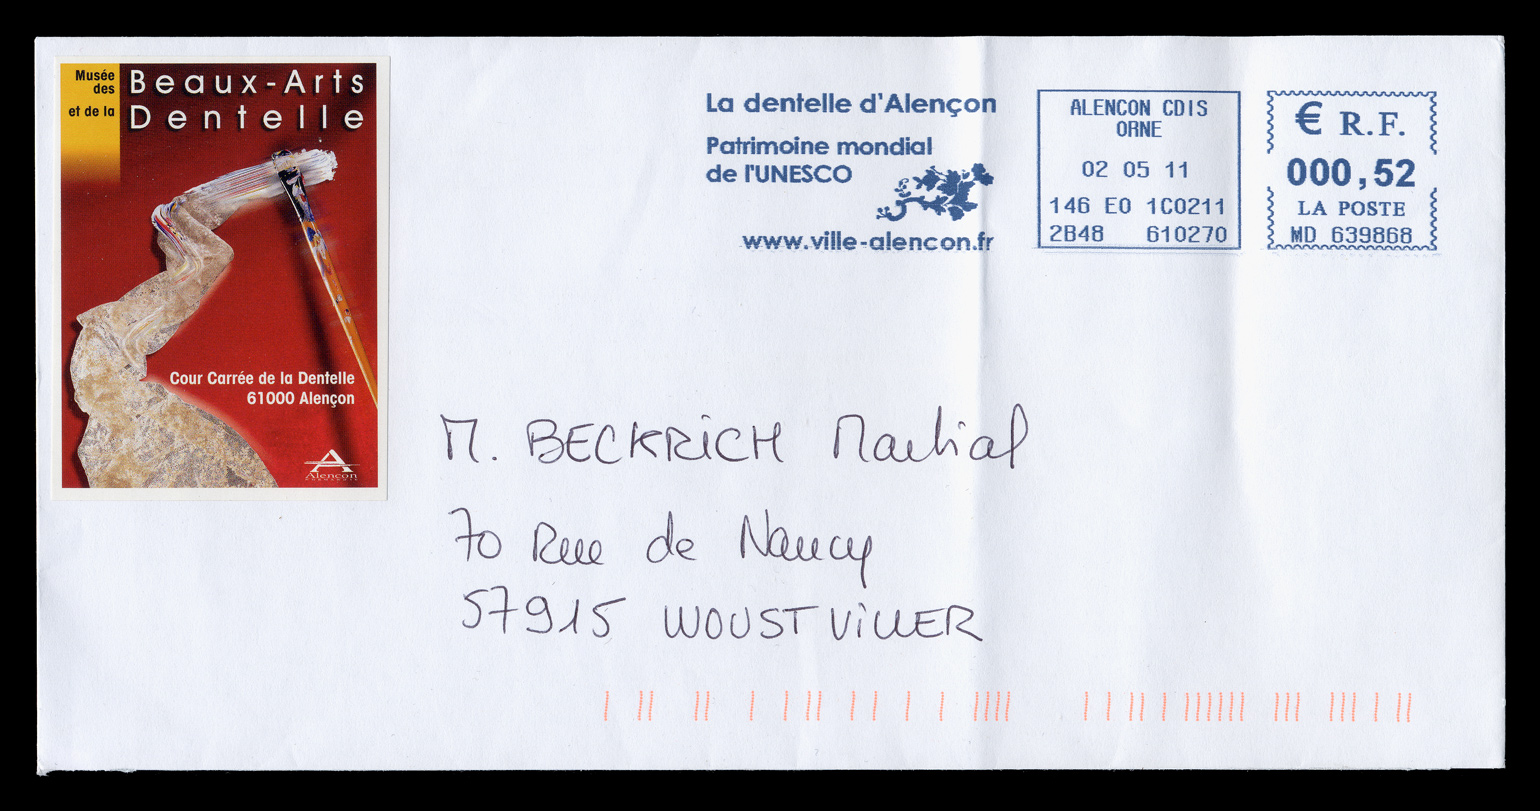 Musée
des
Beaux-Arts
et de la
Dentelle
Cour Carrée de la Dentelle
61000 Alençon
Alençon
La dentelle d'Alençon
Patrimoine mondial
de l'UNESCO
www.ville-alencon.fr
ALENCON CDIS
ORNE
02 05 11
146 E0 1C0211
2B48 610270
€ R.F.
000,52
LA POSTE
MD 639868
M. BECKRiCH Martial
70 Rue de Nancy
57915 WOUSTViLLER